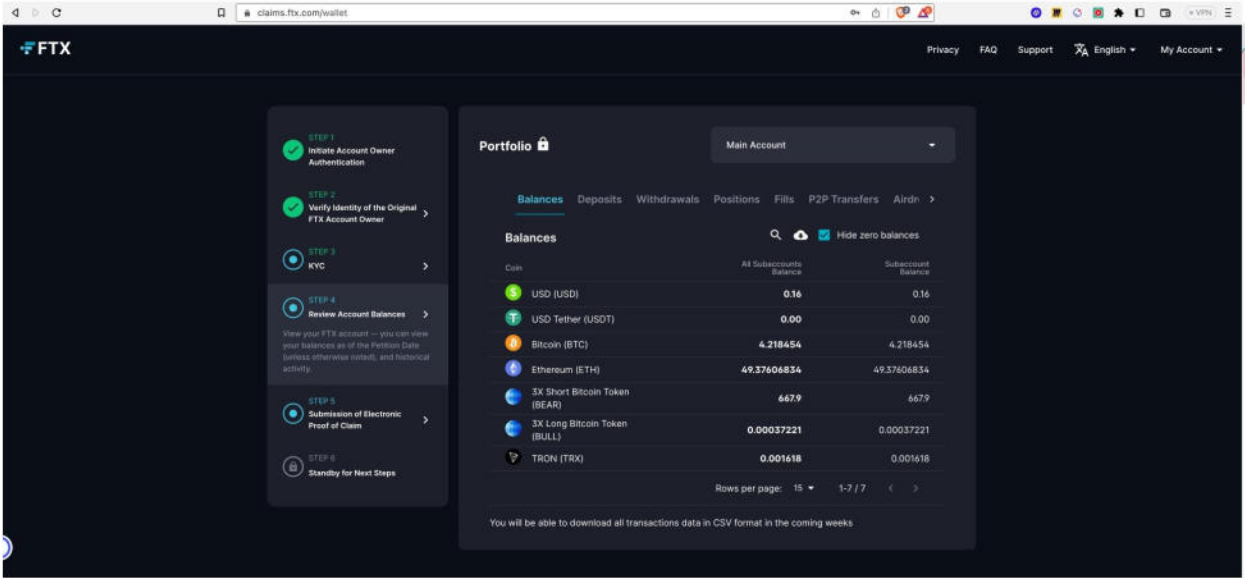 claims.ftx.com/wallet
VPN
FTX
Privacy FAQ Support English My Account
STEP 1
Initiate Account Owner
Authentication
STEP 2
Verify Identity of the Original
FTX Account Owner
STEP 3
KYC
STEP 4
Review Account Balances
View your FTX account — you can view
your balances as of the Petition Date
(unless otherwise noted), and historical
activity.
STEP 5
Submission of Electronic
Proof of Claim
STEP 6
Standby for Next Steps
Portfolio
Main Account
Balances Deposits Withdrawals Positions Fills P2P Transfers Airdr
Balances
Hide zero balances
Coin All Subaccounts Balance Subaccount Balance
USD (USD) 0.16 0.16
USD Tether (USDT) 0.00 0.00
Bitcoin (BTC) 4.218454 4.218454
Ethereum (ETH) 49.37606834 49.37606834
3X Short Bitcoin Token
(BEAR) 667.9 667.9
3X Long Bitcoin Token
(BULL) 0.00037221 0.00037221
TRON (TRX) 0.001618 0.001618
Rows per page: 15 1-7 / 7
You will be able to download all transactions data in CSV format in the coming weeks